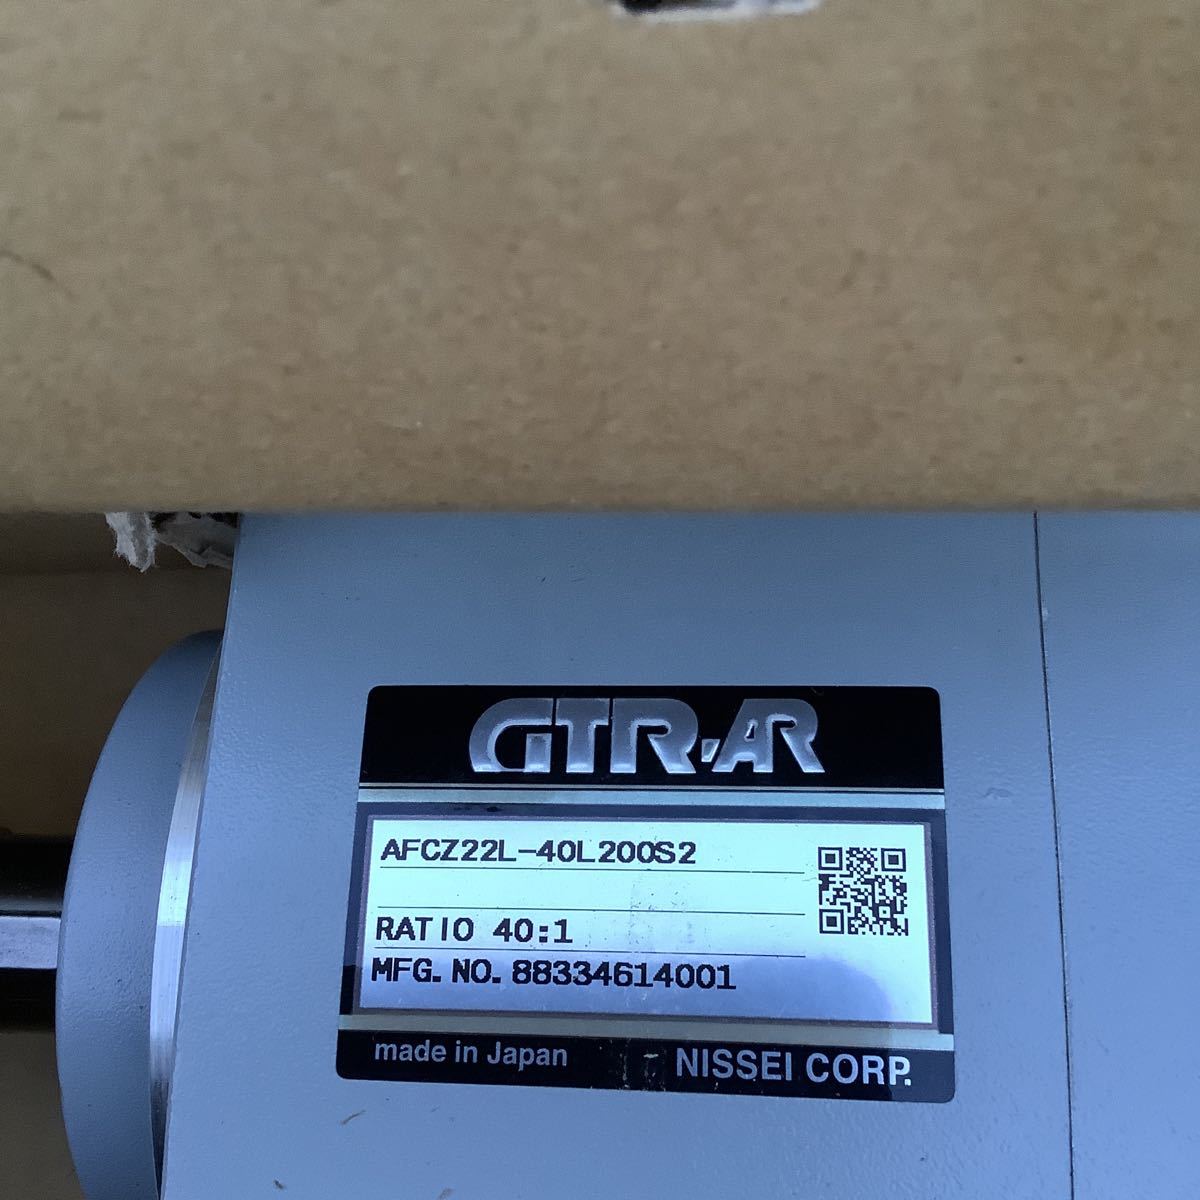 GTR-AR
AFCZ22L-40L200S2
RATIO 40:1
MFG. NO. 88334614001
made in Japan
NISSEI CORP.